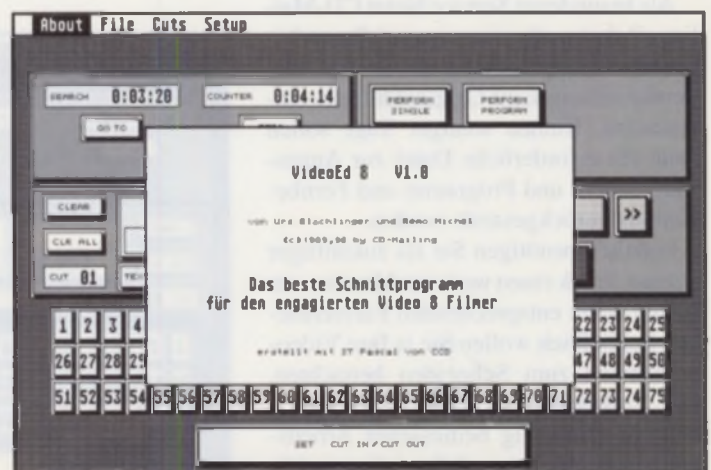 About File Cuts Setup
SEARCH 0:03:20 COUNTER 0:04:14
PERFORM SINGLE PERFORM PROGRAM
GO TO
VideoEd 8 V1.0
von Urs Blöchlinger und Remo Michel
(c)1989,90 by CD-Mailing
Das beste Schnittprogramm
für den engagierten Video 8 Filmer
erstellt mit ST Pascal von CCD
CLEAR
CLR ALL
CUT 01
>>
1 2 3 4 22 23 24 25
26 27 28 29 47 48 49 50
51 52 53 54 55 56 57 58 59 60 61 62 63 64 65 66 67 68 69 70 71 72 73 74 75
SET CUT IN/CUT OUT